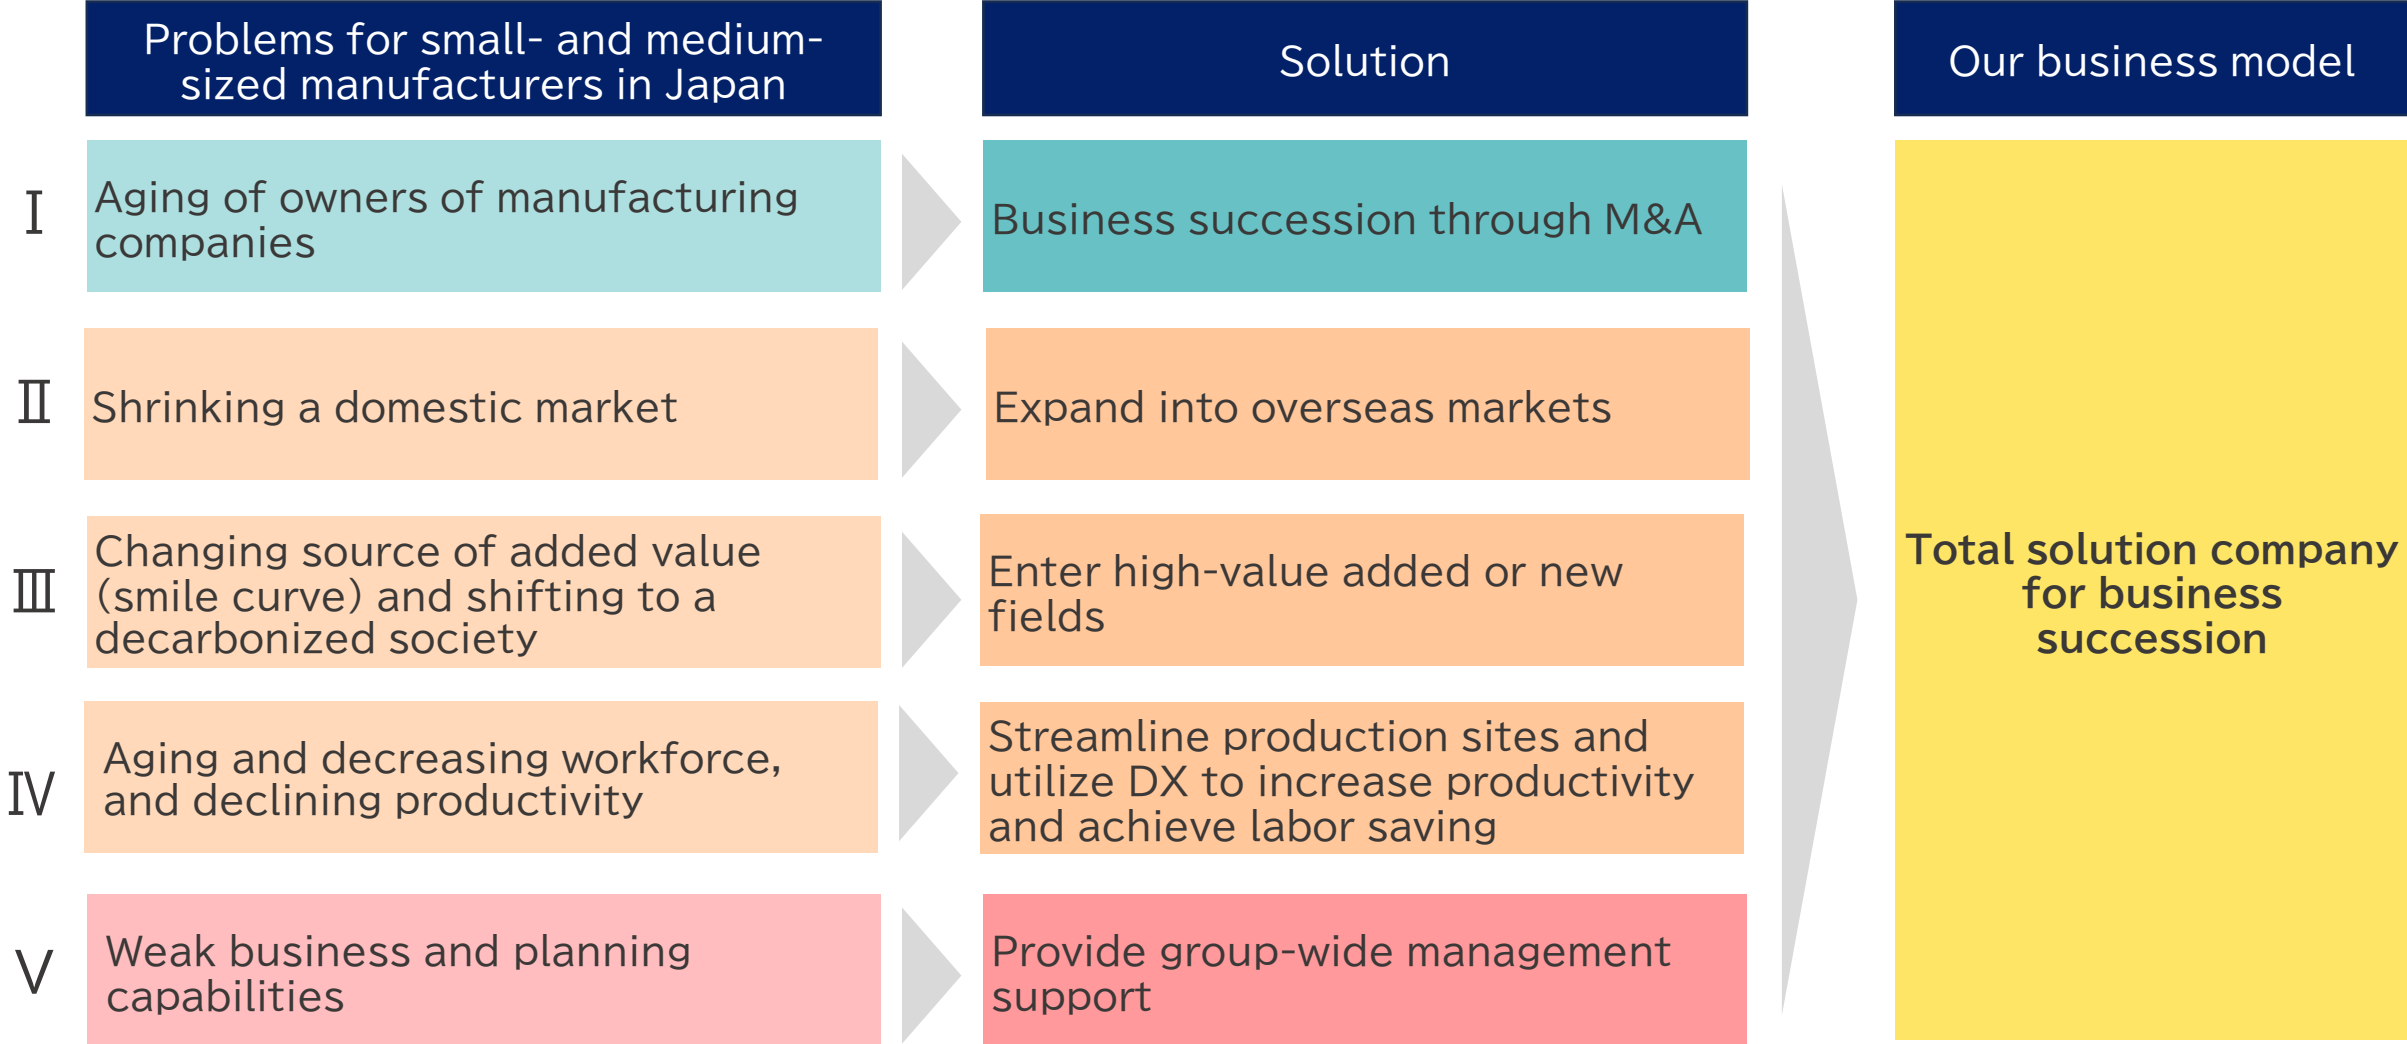 Problems for small- and medium-
sized manufacturers in Japan
Solution
Our business model
Ⅰ
Aging of owners of manufacturing
companies
Business succession through M&A
Ⅱ
Shrinking a domestic market
Expand into overseas markets
Ⅲ
Changing source of added value
(smile curve) and shifting to a
decarbonized society
Enter high-value added or new
fields
Ⅳ
Aging and decreasing workforce,
and declining productivity
Streamline production sites and
utilize DX to increase productivity
and achieve labor saving
Ⅴ
Weak business and planning
capabilities
Provide group-wide management
support
Total solution company
for business
succession